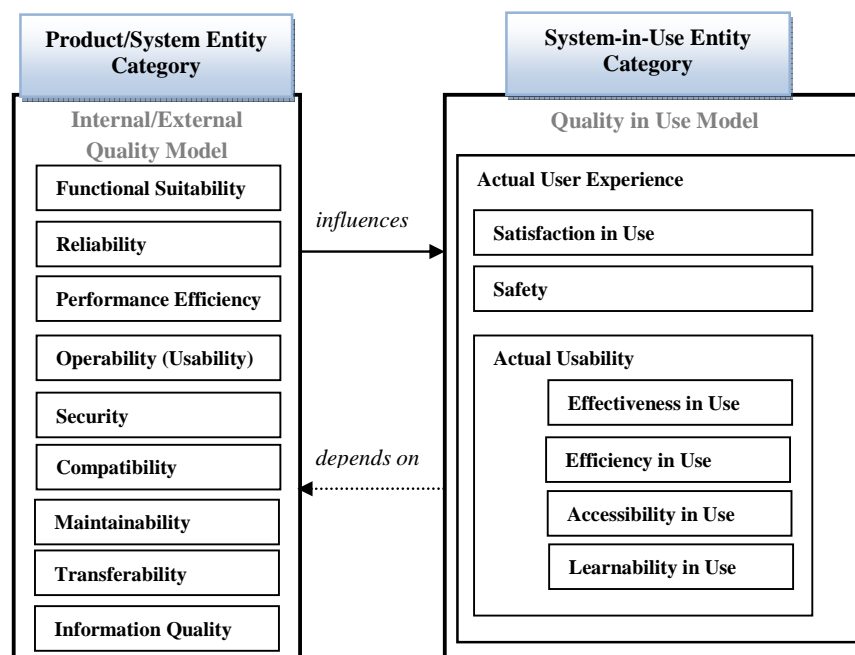 Product/System Entity
Category
Internal/External
Quality Model
Functional Suitability
Reliability
Performance Efficiency
Operability (Usability)
Security
Compatibility
Maintainability
Transferability
Information Quality
influences
depends on
System-in-Use Entity
Category
Quality in Use Model
Actual User Experience
Satisfaction in Use
Safety
Actual Usability
Effectiveness in Use
Efficiency in Use
Accessibility in Use
Learnability in Use